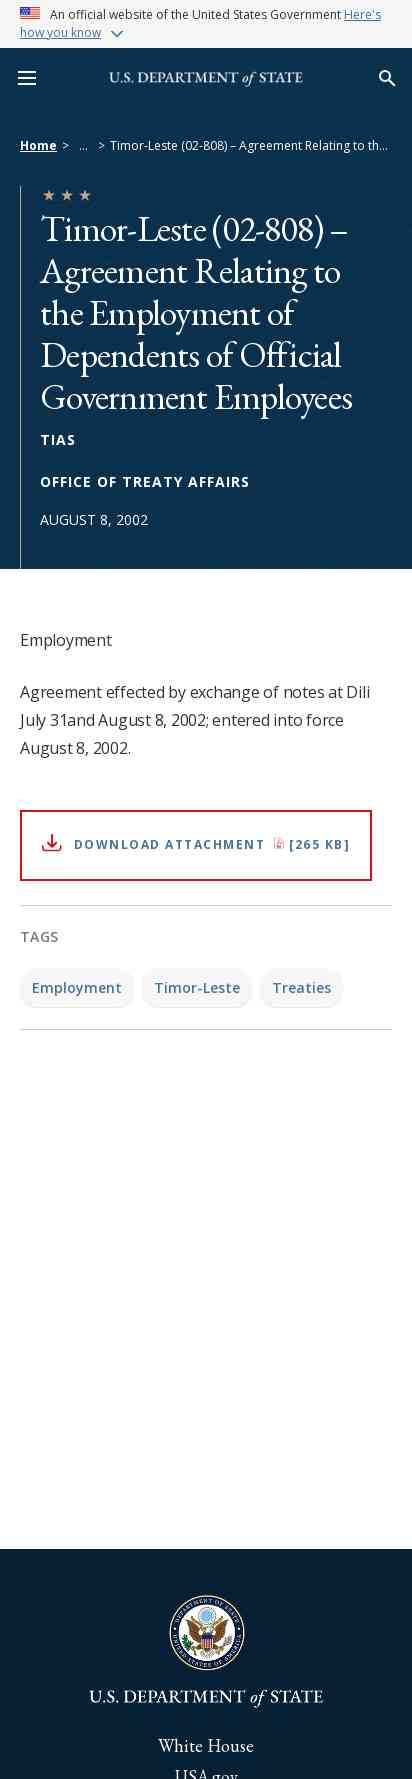 An official website of the United States Government Here's
how you know
U.S. DEPARTMENT of STATE
Home > ... > Timor-Leste (02-808) – Agreement Relating to th...
Timor-Leste (02-808) –
Agreement Relating to
the Employment of
Dependents of Official
Government Employees
TIAS
OFFICE OF TREATY AFFAIRS
AUGUST 8, 2002
Employment
Agreement effected by exchange of notes at Dili
July 31and August 8, 2002; entered into force
August 8, 2002.
DOWNLOAD ATTACHMENT [265 KB]
TAGS
Employment Timor-Leste Treaties
DEPARTMENT OF STATE
UNITED STATES OF AMERICA
U.S. DEPARTMENT of STATE
White House
USA.gov